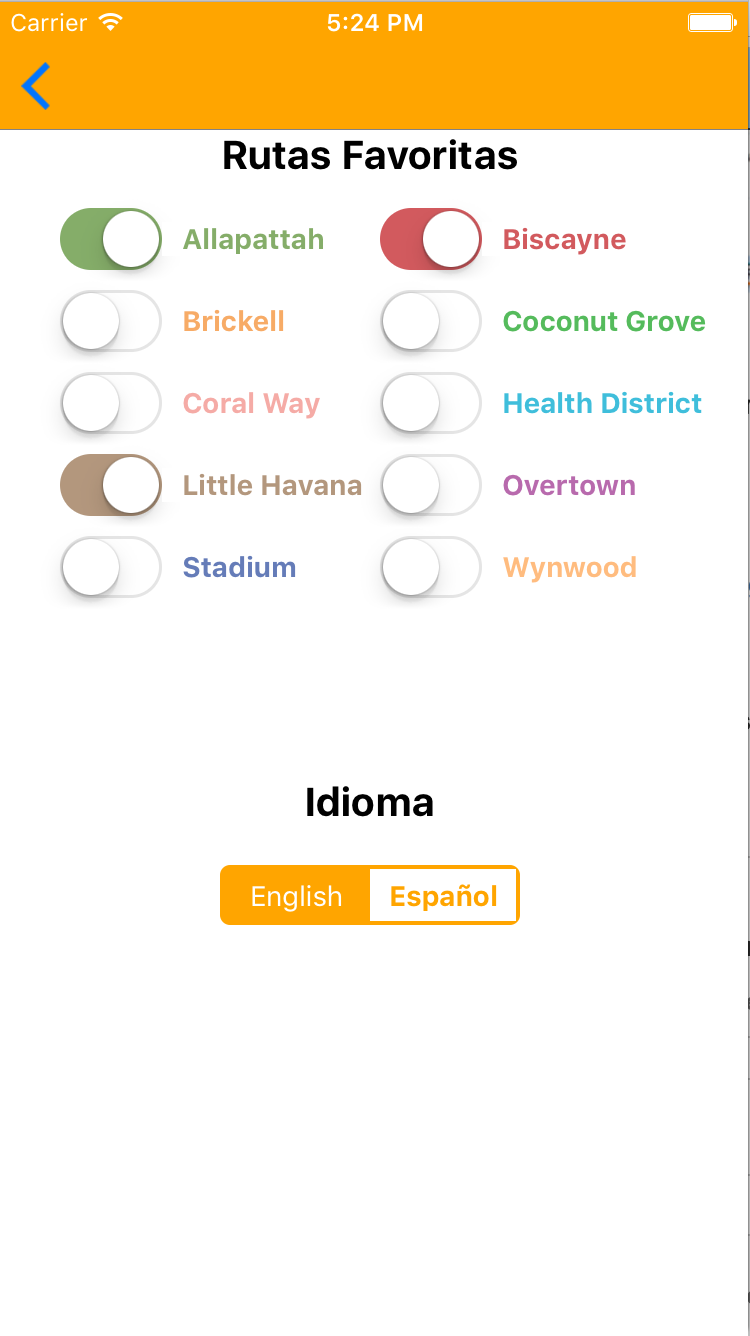 Carrier 5:24 PM
Rutas Favoritas
Allapattah Biscayne
Brickell Coconut Grove
Coral Way Health District
Little Havana Overtown
Stadium Wynwood
Idioma
English Español